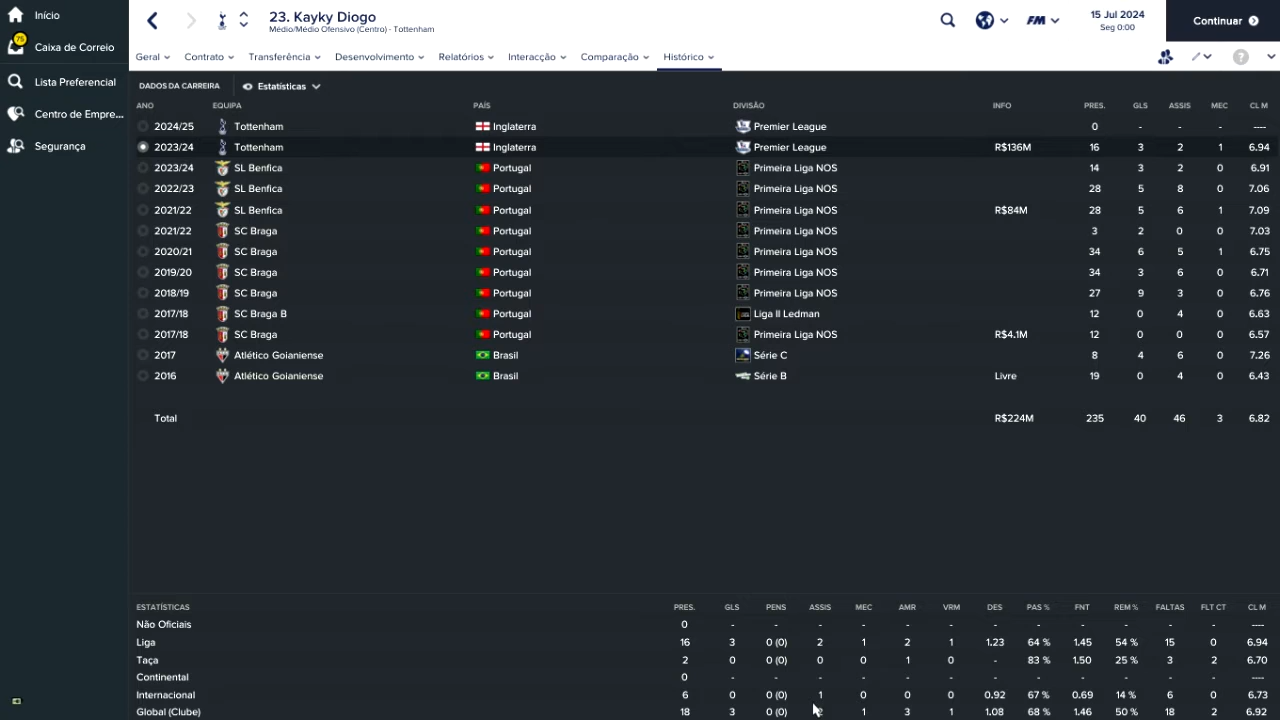 23. Kayky Diogo
Médio/Médio Ofensivo (Centro) - Tottenham
FM
15 Jul 2024
Seg 0:00
Continuar
75
Início
Caixa de Correio
Lista Preferencial
Centro de Empre...
Segurança
Geral Contrato Transferência Desenvolvimento Relatórios Interacção Comparação Histórico
?
DADOS DA CARREIRA Estatísticas
ANO EQUIPA PAÍS DIVISÃO INFO PRES. GLS ASSIS MEC CL M
2024/25 Tottenham Inglaterra Premier League 0 - - - ----
2023/24 Tottenham Inglaterra Premier League R$136M 16 3 2 1 6.94
2023/24 SL Benfica Portugal Primeira Liga NOS 14 3 2 0 6.91
2022/23 SL Benfica Portugal Primeira Liga NOS 28 5 8 0 7.06
2021/22 SL Benfica Portugal Primeira Liga NOS R$84M 28 5 6 1 7.09
2021/22 SC Braga Portugal Primeira Liga NOS 3 2 0 0 7.03
2020/21 SC Braga Portugal Primeira Liga NOS 34 6 5 1 6.75
2019/20 SC Braga Portugal Primeira Liga NOS 34 3 6 0 6.71
2018/19 SC Braga Portugal Primeira Liga NOS 27 9 3 0 6.76
2017/18 SC Braga B Portugal Liga II Ledman 12 0 4 0 6.63
2017/18 SC Braga Portugal Primeira Liga NOS R$4.1M 12 0 0 0 6.57
2017 Atlético Goianiense Brasil Série C 8 4 6 0 7.26
2016 Atlético Goianiense Brasil Série B Livre 19 0 4 0 6.43
Total R$224M 235 40 46 3 6.82
ESTATÍSTICAS PRES. GLS PENS ASSIS MEC AMR VRM DES PAS % FNT REM % FALTAS FLT CT CL M
Não Oficiais 0 - - - - - - - - - - - - ----
Liga 16 3 0 (0) 2 1 2 1 1.23 64 % 1.45 54 % 15 0 6.94
Taça 2 0 0 (0) 0 0 1 0 - 83 % 1.50 25 % 3 2 6.70
Continental 0 - - - - - - - - - - - - ----
Internacional 6 0 0 (0) 1 0 0 0 0.92 67 % 0.69 14 % 6 0 6.73
Global (Clube) 18 3 0 (0) 2 1 3 1 1.08 68 % 1.46 50 % 18 2 6.92